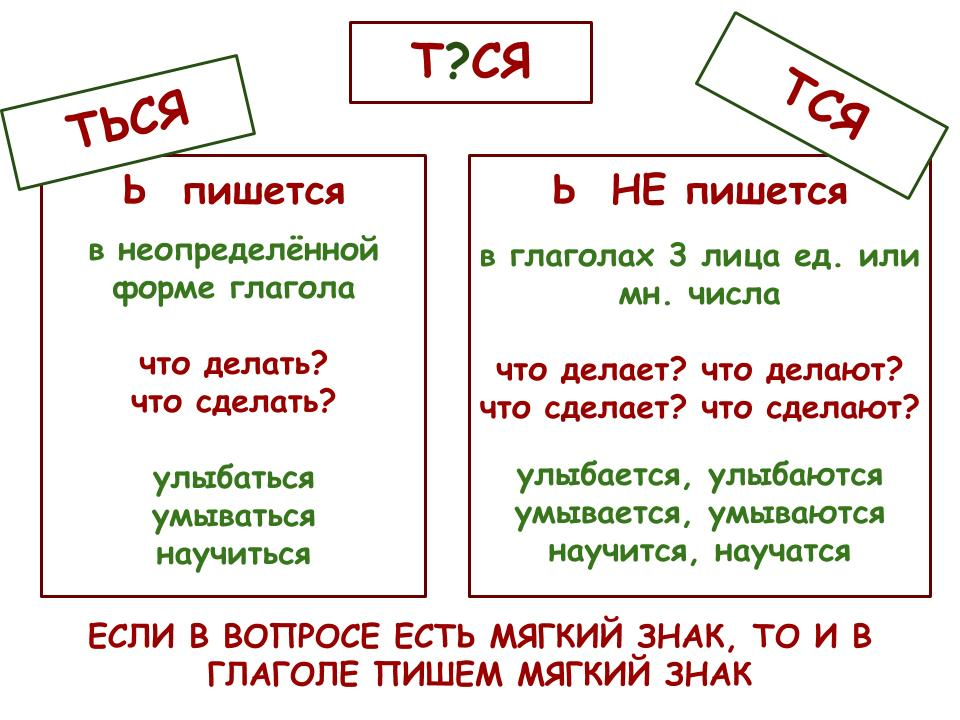 Т?СЯ
ТЬСЯ
ТСЯ
Ь пишется
в неопределённой
форме глагола
что делать?
что сделать?
улыбаться
умываться
научиться
Ь НЕ пишется
в глаголах 3 лица ед. или
мн. числа
что делает? что делают?
что сделает? что сделают?
улыбается, улыбаются
умывается, умываются
научится, научатся
ЕСЛИ В ВОПРОСЕ ЕСТЬ МЯГКИЙ ЗНАК, ТО И В
ГЛАГОЛЕ ПИШЕМ МЯГКИЙ ЗНАК